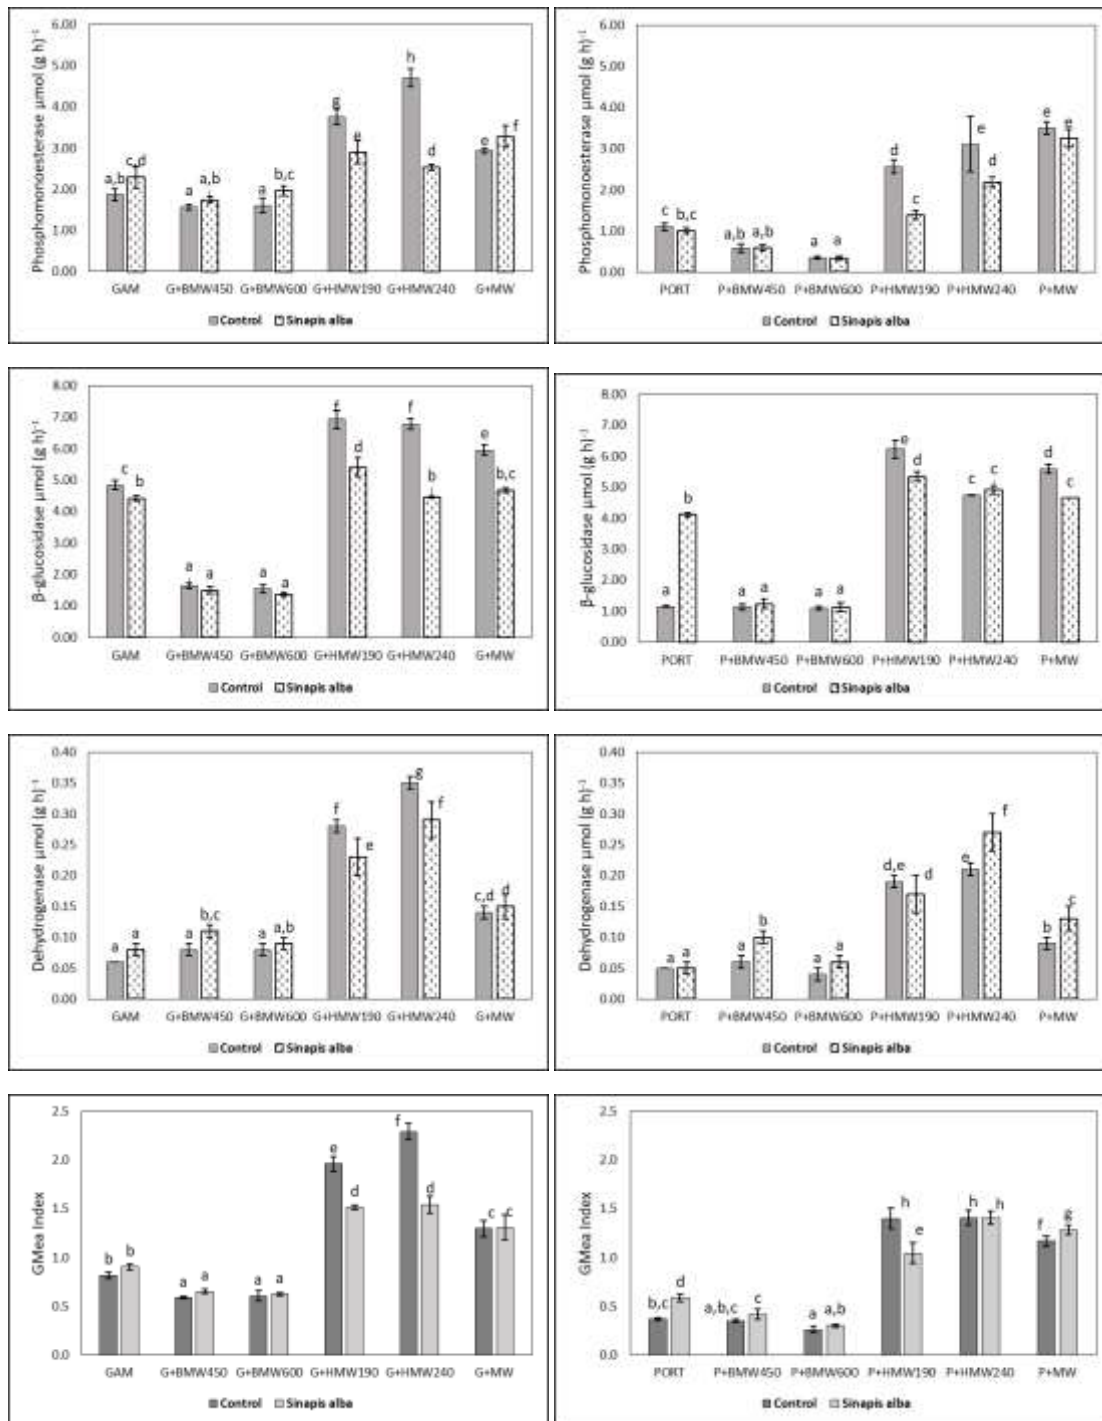 Phosphomonoesterase µmol (g h)⁻¹
6.00
5.00
4.00
3.00
2.00
1.00
0.00
a,b
c,d
a
a,b
a
b,c
g
e
h
d
e
f
GAM G+BMW450 G+BMW600 G+HMW190 G+HMW240 G+MW
Control Sinapis alba
Phosphomonoesterase µmol (g h)⁻¹
6.00
5.00
4.00
3.00
2.00
1.00
0.00
c
b,c
a,b
a,b
a
a
d
c
e
d
e
e
PORT P+BMW450 P+BMW600 P+HMW190 P+HMW240 P+MW
Control Sinapis alba
β-glucosidase µmol (g h)⁻¹
8.00
7.00
6.00
5.00
4.00
3.00
2.00
1.00
0.00
c
b
a
a
a
a
f
d
f
b
e
b,c
GAM G+BMW450 G+BMW600 G+HMW190 G+HMW240 G+MW
Control Sinapis alba
β-glucosidase µmol (g h)⁻¹
8.00
7.00
6.00
5.00
4.00
3.00
2.00
1.00
0.00
a
b
a
a
a
a
e
d
c
c
d
c
PORT P+BMW450 P+BMW600 P+HMW190 P+HMW240 P+MW
Control Sinapis alba
Dehydrogenase µmol (g h)⁻¹
0.40
0.35
0.30
0.25
0.20
0.15
0.10
0.05
0.00
a
a
a
b,c
a
a,b
f
e
g
f
c,d
d
GAM G+BMW450 G+BMW600 G+HMW190 G+HMW240 G+MW
Control Sinapis alba
Dehydrogenase µmol (g h)⁻¹
0.40
0.35
0.30
0.25
0.20
0.15
0.10
0.05
0.00
a
a
a
b
a
a
d,e
d
e
f
b
c
PORT P+BMW450 P+BMW600 P+HMW190 P+HMW240 P+MW
Control Sinapis alba
GMea Index
2.5
2.0
1.5
1.0
0.5
0.0
b
b
a
a
a
a
e
d
f
d
c
c
GAM G+BMW450 G+BMW600 G+HMW190 G+HMW240 G+MW
Control Sinapis alba
GMea Index
2.5
2.0
1.5
1.0
0.5
0.0
b,c
d
a,b,c
c
a
a,b
h
e
h
h
f
g
PORT P+BMW450 P+BMW600 P+HMW190 P+HMW240 P+MW
Control Sinapis alba